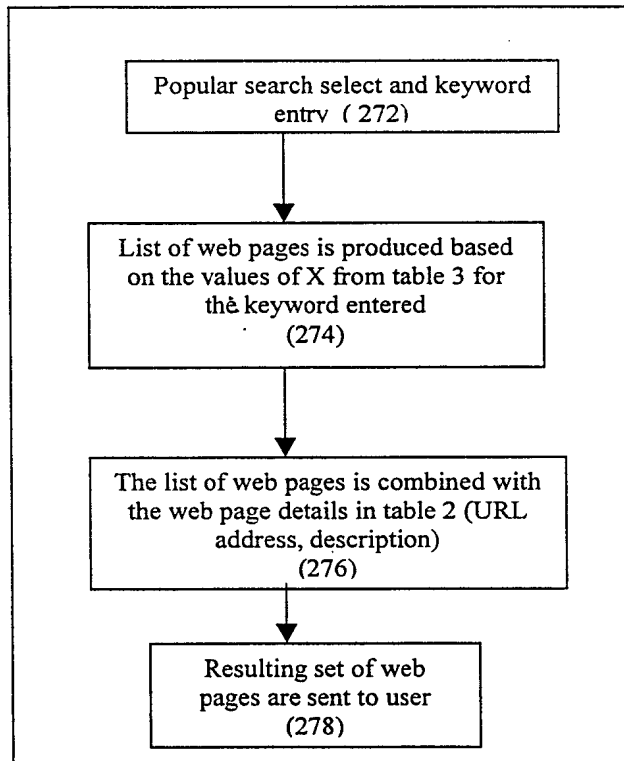 Popular search select and keyword
entry ( 272)
List of web pages is produced based
on the values of X from table 3 for
the keyword entered
(274)
The list of web pages is combined with
the web page details in table 2 (URL
address, description)
(276)
Resulting set of web
pages are sent to user
(278)